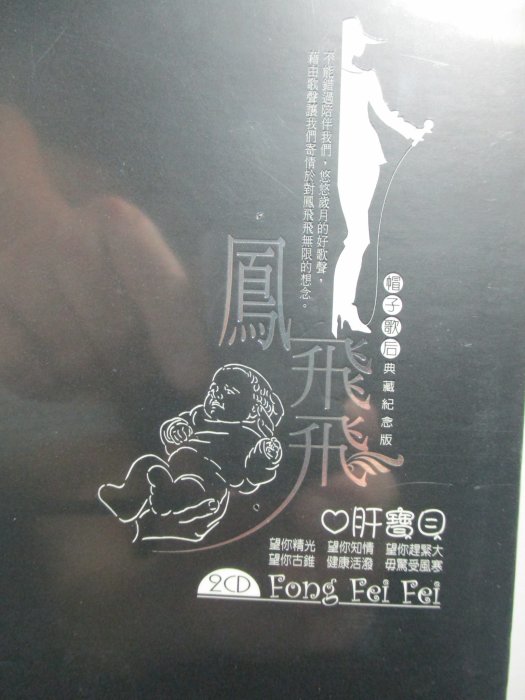 不能錯過陪伴我們，悠悠歲月的好歌聲，
藉由歌聲讓我們寄情於對鳳飛飛無限的想念。
帽子歌后典藏紀念版
鳳飛飛
♡肝寶貝
望你精光 望你知情 望你趕緊大
望你古錐 健康活潑 毋驚受風寒
2CD Fong Fei Fei